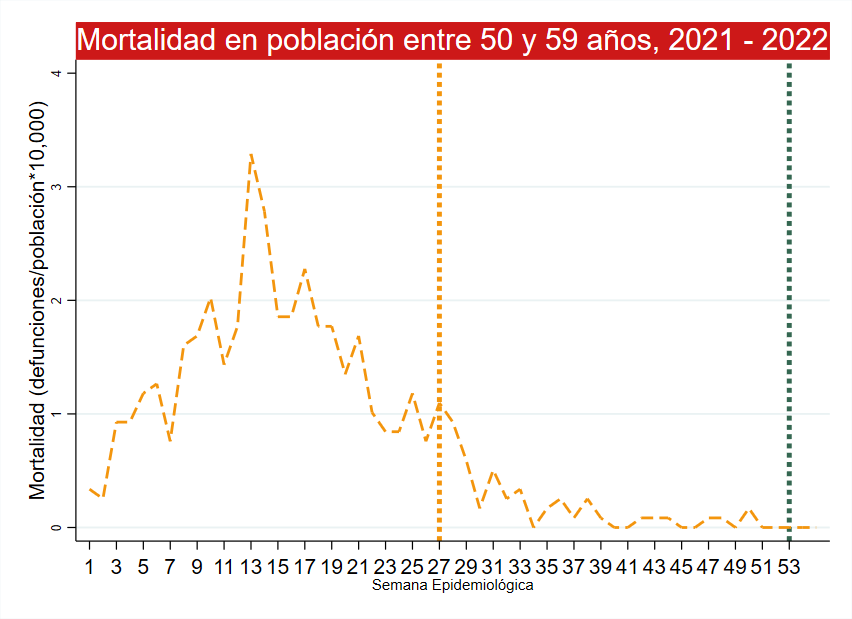 Mortalidad en población entre 50 y 59 años, 2021 - 2022
Mortalidad (defunciones/población*10,000)
4
3
2
1
0
1 3 5 7 9 11 13 15 17 19 21 23 25 27 29 31 33 35 37 39 41 43 45 47 49 51 53
Semana Epidemiológica